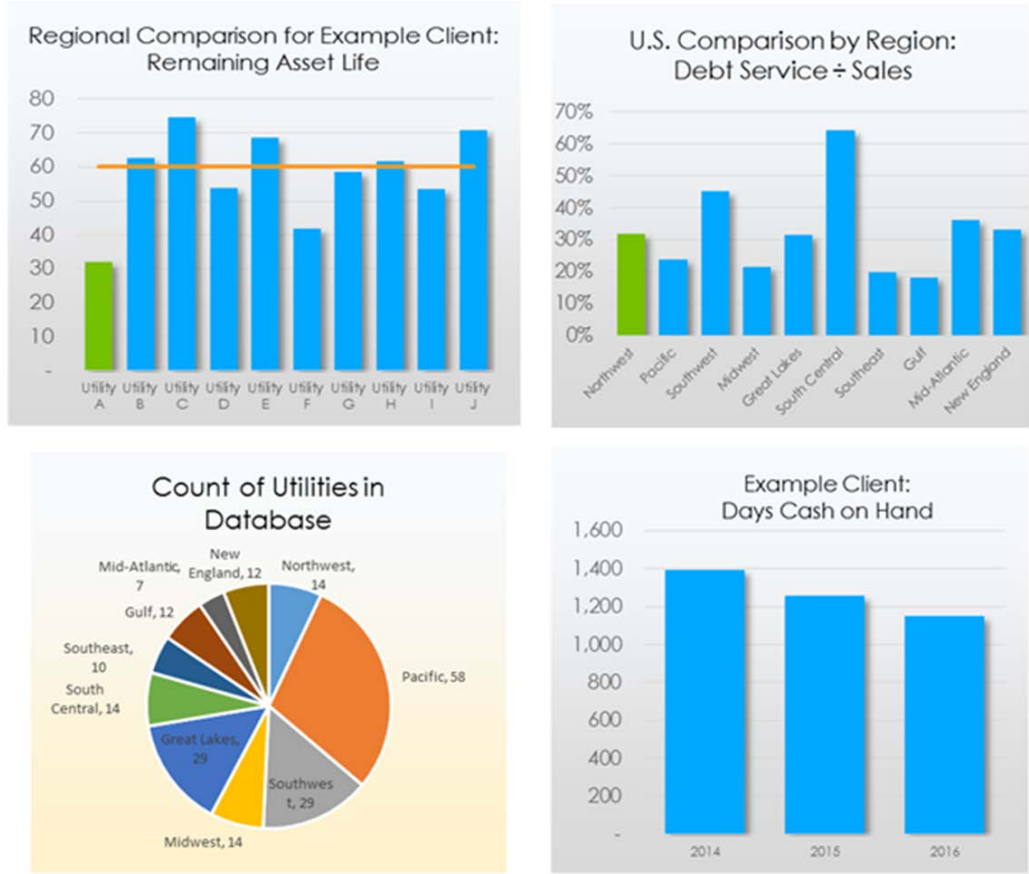 Regional Comparison for Example Client:
Remaining Asset Life
80
70
60
50
40
30
20
10
-
Utility Utility Utility Utility Utility Utility Utility Utility Utility Utility
A B C D E F G H I J
U.S. Comparison by Region:
Debt Service ÷ Sales
70%
60%
50%
40%
30%
20%
10%
0%
Northwest
Pacific
Southwest
Midwest
Great Lakes
South Central
Southeast
Gulf
Mid-Atlantic
New England
Count of Utilities in
Database
Northwest,
14
Pacific, 58
Southwes
t, 29
Midwest, 14
Great Lakes,
29
South
Central, 14
Southeast,
10
Gulf, 12
Mid-Atlantic,
7
New
England, 12
Example Client:
Days Cash on Hand
1,600
1,400
1,200
1,000
800
600
400
200
-
2014 2015 2016